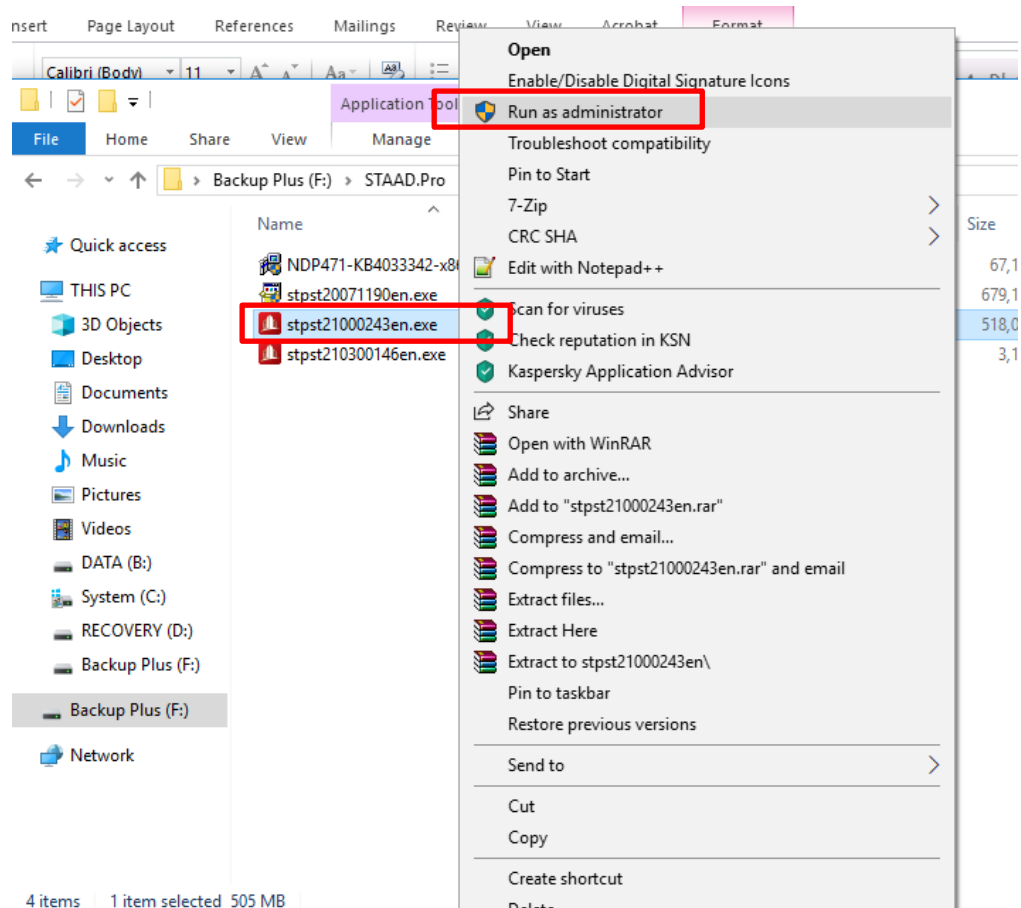 nsert Page Layout References Mailings Review View Acrobat Format
Calibri (Body) 11 A A Aa
Application Tool
File Home Share View Manage
Backup Plus (F:) STAAD.Pro
Name
Size
Quick access
THIS PC
3D Objects
Desktop
Documents
Downloads
Music
Pictures
Videos
DATA (B:)
System (C:)
RECOVERY (D:)
Backup Plus (F:)
Backup Plus (F:)
Network
NDP471-KB4033342-x8
67,1
stpst20071190en.exe
679,1
stpst21000243en.exe
518,0
stpst210300146en.exe
3,1
Open
Enable/Disable Digital Signature Icons
Run as administrator
Troubleshoot compatibility
Pin to Start
7-Zip
CRC SHA
Edit with Notepad++
Scan for viruses
Check reputation in KSN
Kaspersky Application Advisor
Share
Open with WinRAR
Add to archive...
Add to "stpst21000243en.rar"
Compress and email...
Compress to "stpst21000243en.rar" and email
Extract files...
Extract Here
Extract to stpst21000243en\
Pin to taskbar
Restore previous versions
Send to
Cut
Copy
Create shortcut
Delete
4 items 1 item selected 505 MB